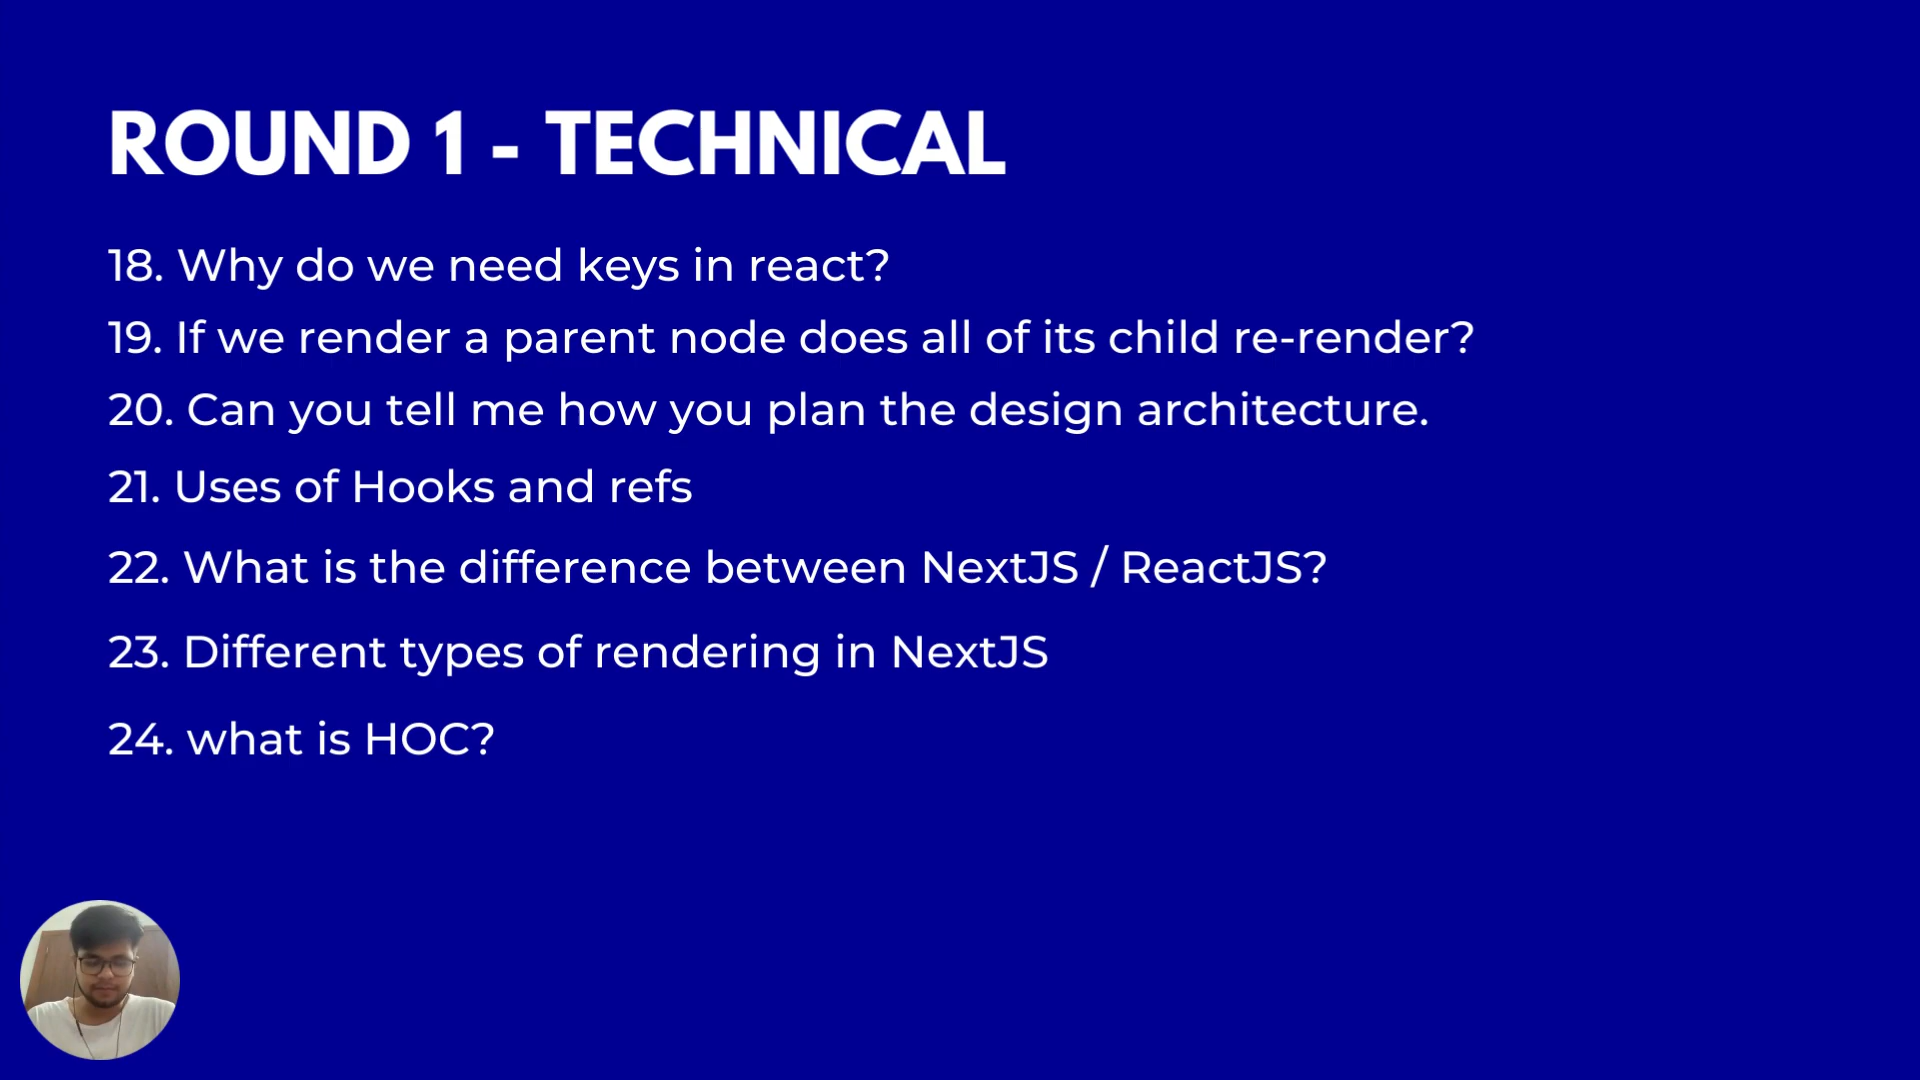 ROUND 1 - TECHNICAL
18. Why do we need keys in react?
19. If we render a parent node does all of its child re-render?
20. Can you tell me how you plan the design architecture.
21. Uses of Hooks and refs
22. What is the difference between NextJS / ReactJS?
23. Different types of rendering in NextJS
24. what is HOC?